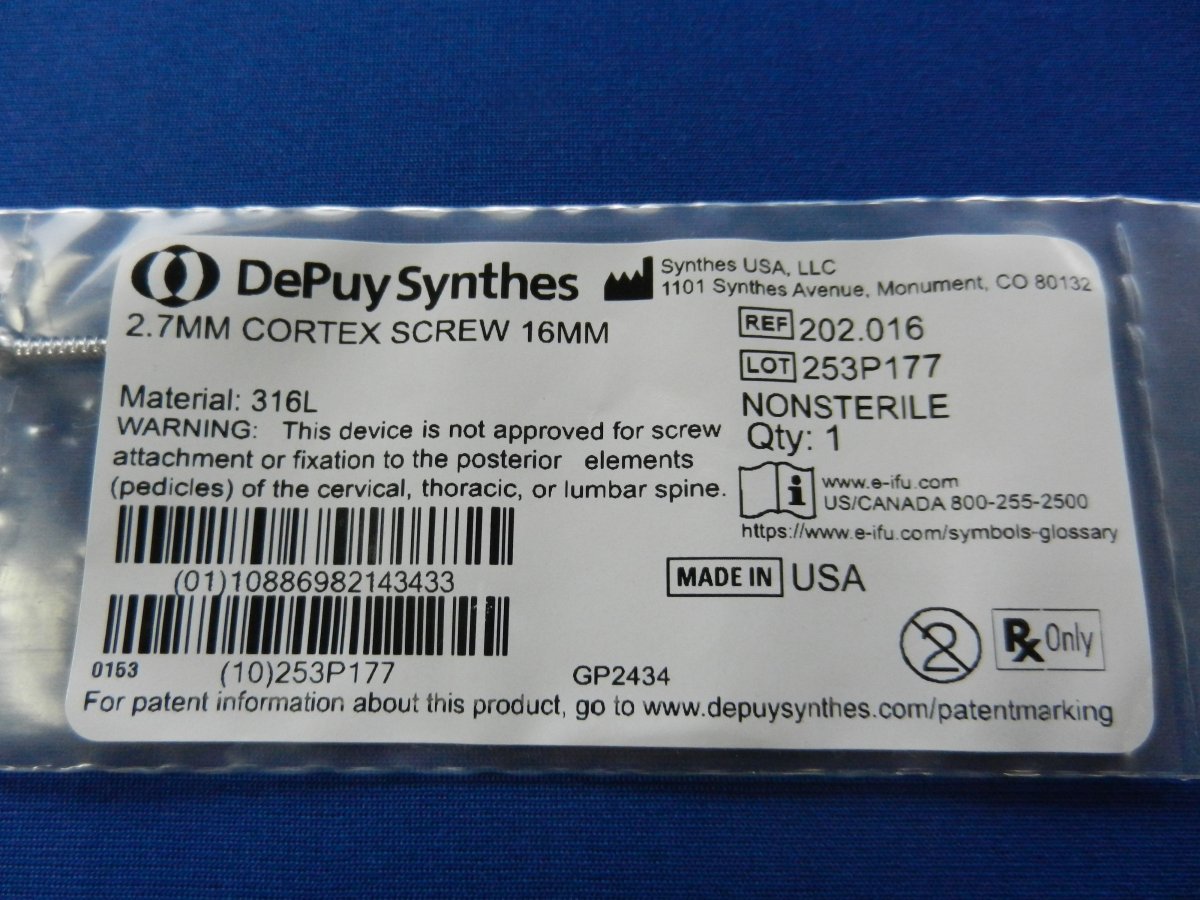 DePuy Synthes
Synthes USA, LLC
1101 Synthes Avenue, Monument, CO 80132
2.7MM CORTEX SCREW 16MM
REF 202.016
LOT 253P177
Material: 316L
NONSTERILE
WARNING: This device is not approved for screw
attachment or fixation to the posterior elements
(pedicles) of the cervical, thoracic, or lumbar spine.
Qty: 1
i
www.e-ifu.com
US/CANADA 800-255-2500
https://www.e-ifu.com/symbols-glossary
(01)10886982143433
MADE IN USA
2
Rx Only
0153
(10)253P177
GP2434
For patent information about this product, go to www.depuysynthes.com/patentmarking